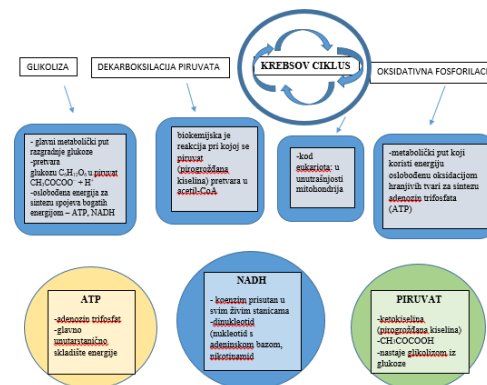 GLIKOLIZA
DEKARBOKSILACIJA PIRUVATA
KREBSOV CIKLUS
OKSIDATIVNA FOSFORILAC
- glavni metabolički put
razgradnje glukoze
-pretvara
glukozu C₆H₁₂O₆ u piruvat
CH₃COCOO⁻ + H⁺
-oslobođena energija za
sintezu spojeva bogatih
energijom – ATP, NADH
biokemijska je
reakcija pri kojoj se
piruvat
(pirogrožđana
kiselina) pretvara u
acetil-CoA
-kod
eukariota: u
unutrašnjosti
mitohondrija
-metabolički put koji
koristi energiju
oslobođenu oksidacijom
hranjivih tvari za sintezu
adenozin trifosfata
(ATP)
ATP
-adenozin trifosfat
-glavno
unutarstanično
skladište energije
NADH
- koenzim prisutan u
svim živim stanicama
-dinukleotid
(nukleotid s
adeninskom bazom,
nikotinamid
PIRUVAT
-ketokiselina
(pirogrožđana kiselina)
-CH₃COCOOH
-nastaje glikolizom iz
glukoze